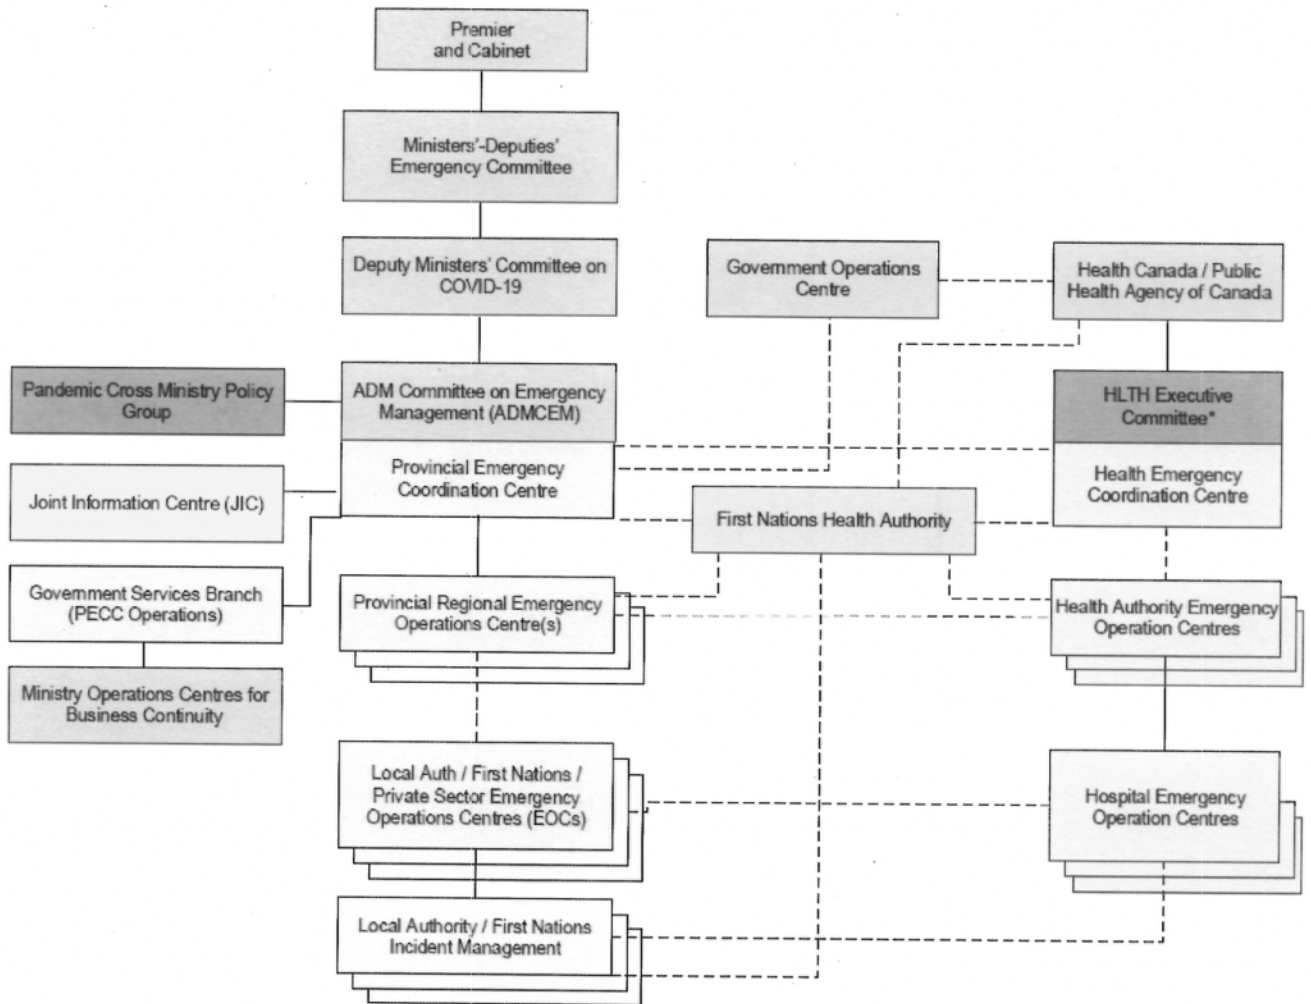 Premier
and Cabinet
Ministers'-Deputies'
Emergency Committee
Deputy Ministers' Committee on
COVID-19
Government Operations
Centre
Health Canada / Public
Health Agency of Canada
Pandemic Cross Ministry Policy
Group
ADM Committee on Emergency
Management (ADMCEM)
HLTH Executive
Committee*
Provincial Emergency
Coordination Centre
Health Emergency
Coordination Centre
Joint Information Centre (JIC)
First Nations Health Authority
Government Services Branch
(PECC Operations)
Provincial Regional Emergency
Operations Centre(s)
Health Authority Emergency
Operation Centres
Ministry Operations Centres for
Business Continuity
Local Auth / First Nations /
Private Sector Emergency
Operations Centres (EOCs)
Hospital Emergency
Operation Centres
Local Authority / First Nations
Incident Management